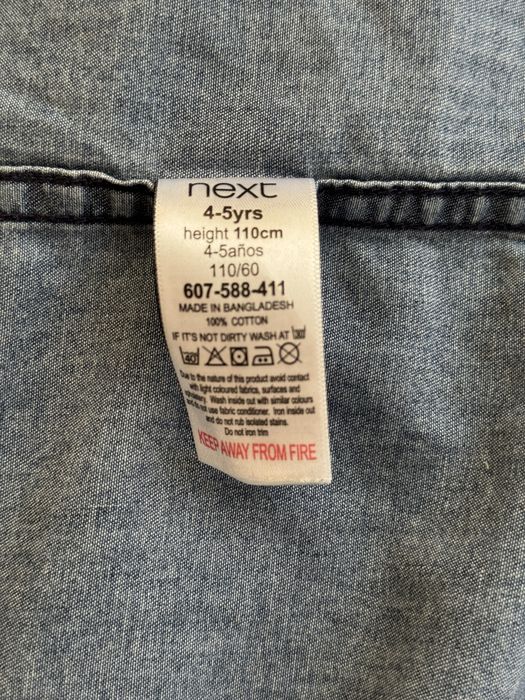 next
4-5yrs
height 110cm
4-5años
110/60
607-588-411
MADE IN BANGLADESH
100% COTTON
IF IT'S NOT DIRTY WASH AT 30°
40°
Due to the nature of this product avoid contact
with light coloured fabrics, surfaces and
upholstery. Wash inside out with similar colours
and do not use fabric conditioner. Iron inside out
and do not rub isolated stains.
Do not iron trim
KEEP AWAY FROM FIRE